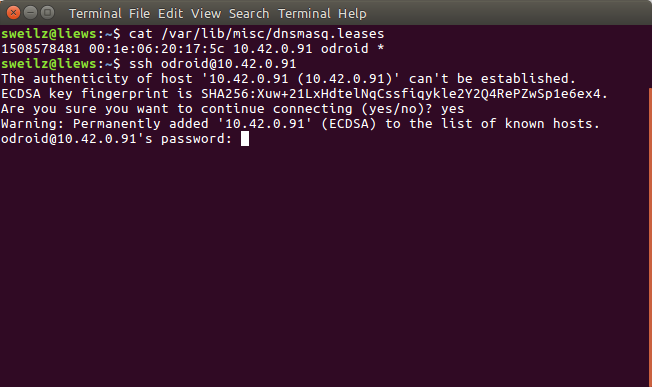 Terminal File Edit View Search Terminal Help
sweilz@liews:~$ cat /var/lib/misc/dnsmasq.leases
1508578481 00:1e:06:20:17:5c 10.42.0.91 odroid *
sweilz@liews:~$ ssh odroid@10.42.0.91
The authenticity of host '10.42.0.91 (10.42.0.91)' can't be established.
ECDSA key fingerprint is SHA256:Xuw+21LxHdtelNqCssfiqykle2Y2Q4RePZwSp1e6ex4.
Are you sure you want to continue connecting (yes/no)? yes
Warning: Permanently added '10.42.0.91' (ECDSA) to the list of known hosts.
odroid@10.42.0.91's password: